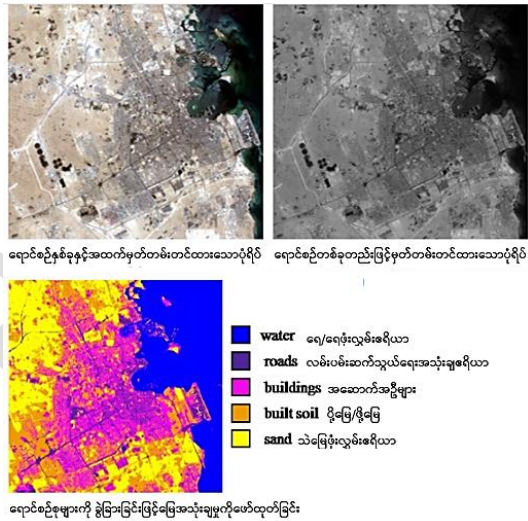 ရောင်စဉ်နှစ်ခုနှင့်အထက်မှတ်တမ်းတင်ထားသောပုံရိပ်
ရောင်စဉ်တစ်ခုတည်းဖြင့်မှတ်တမ်းတင်ထားသောပုံရိပ်
water ရေ/ရေဖုံးလွှမ်းဧရိယာ
roads လမ်းပမ်းဆက်သွယ်ရေးအသုံးချဧရိယာ
buildings အဆောက်အဦများ
built soil ပို့မြေ/ဖို့မြေ
sand သဲမြေဖုံးလွှမ်းဧရိယာ
ရောင်စဉ်စုများကို ခွဲခြားခြင်းဖြင့်မြေအသုံးချမှုကိုဖော်ထုတ်ခြင်း